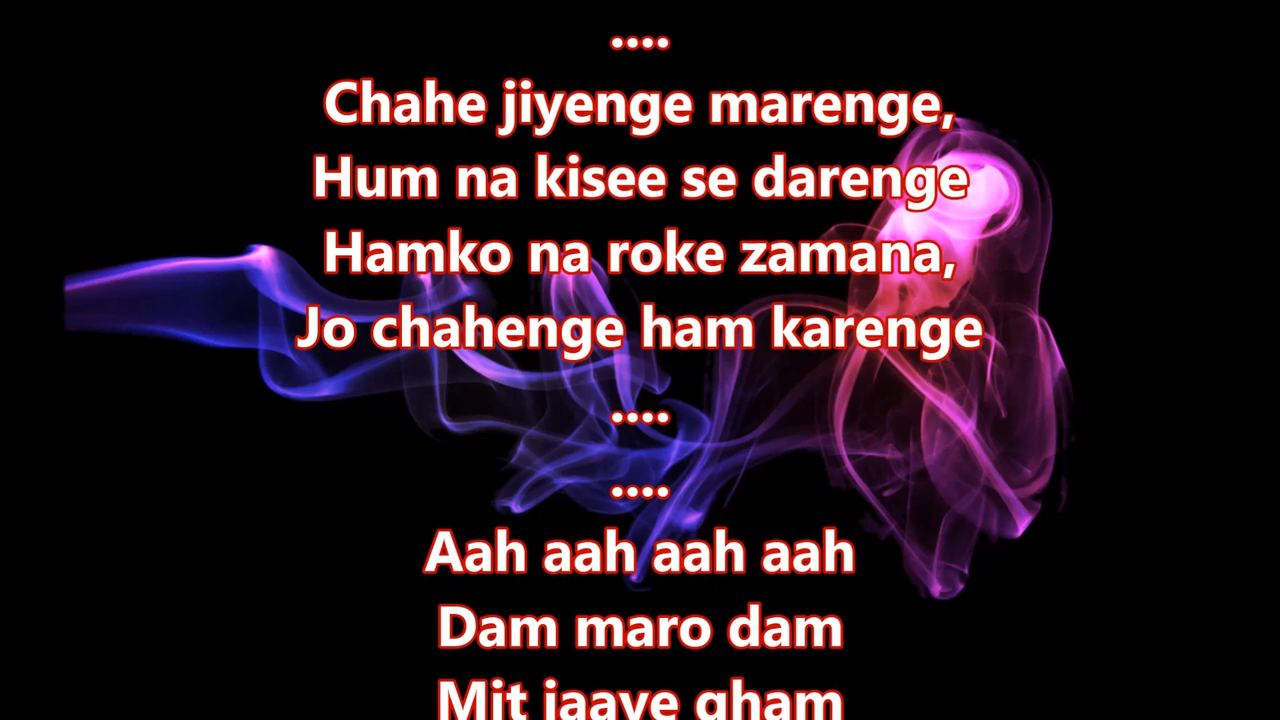 ....
Chahe jiyenge marenge,
Hum na kisee se darenge
Hamko na roke zamana,
Jo chahenge ham karenge
....
....
Aah aah aah aah
Dam maro dam
Mit jaaye gham